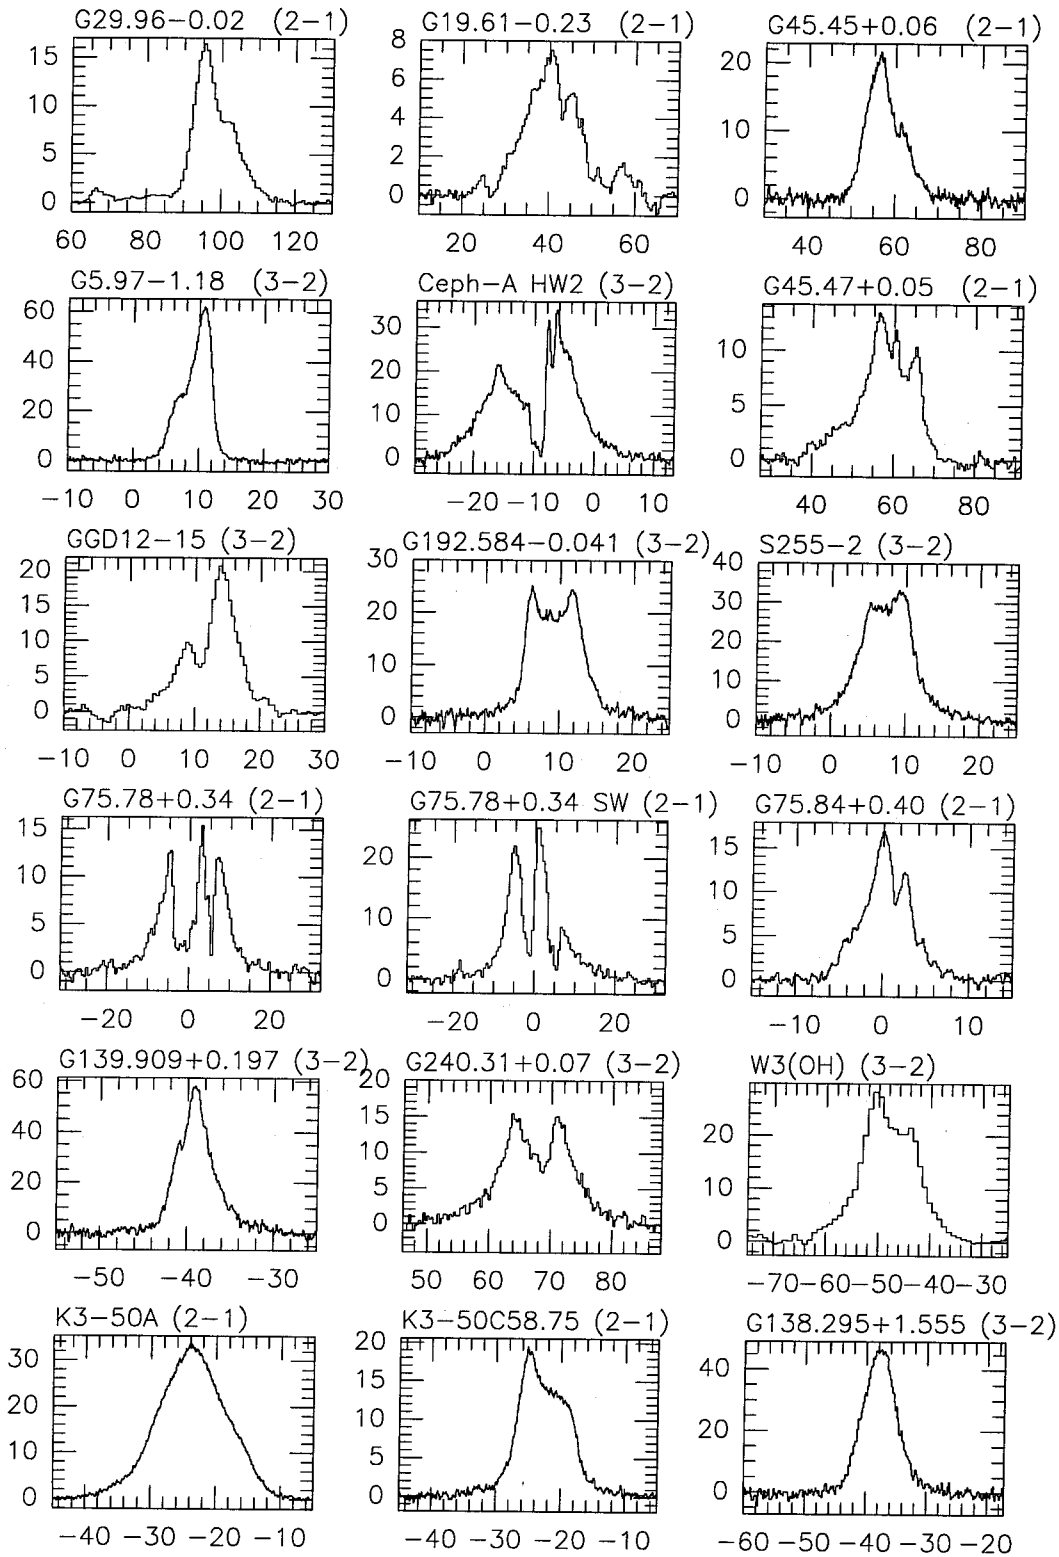 G29.96−0.02 (2−1) G19.61−0.23 (2−1) G45.45+0.06 (2−1)
15 10 5 0
8 6 4 2 0
20 10 0
60 80 100 120
20 40 60
40 60 80
G5.97−1.18 (3−2) Ceph−A HW2 (3−2) G45.47+0.05 (2−1)
60 40 20 0
30 20 10 0
10 5 0
−10 0 10 20 30
−20 −10 0 10
40 60 80
GGD12−15 (3−2) G192.584−0.041 (3−2) S255−2 (3−2)
20 15 10 5 0
30 20 10 0
40 30 20 10 0
−10 0 10 20 30
−10 0 10 20
−10 0 10 20
G75.78+0.34 (2−1) G75.78+0.34 SW (2−1) G75.84+0.40 (2−1)
15 10 5 0
20 10 0
15 10 5 0
−20 0 20
−20 0 20
−10 0 10
G139.909+0.197 (3−2) G240.31+0.07 (3−2) W3(OH) (3−2)
60 40 20 0
20 15 10 5 0
20 10 0
−50 −40 −30
50 60 70 80
−70 −60 −50 −40 −30
K3−50A (2−1) K3−50C58.75 (2−1) G138.295+1.555 (3−2)
30 20 10 0
20 15 10 5 0
40 20 0
−40 −30 −20 −10
−40 −30 −20 −10
−60 −50 −40 −30 −20